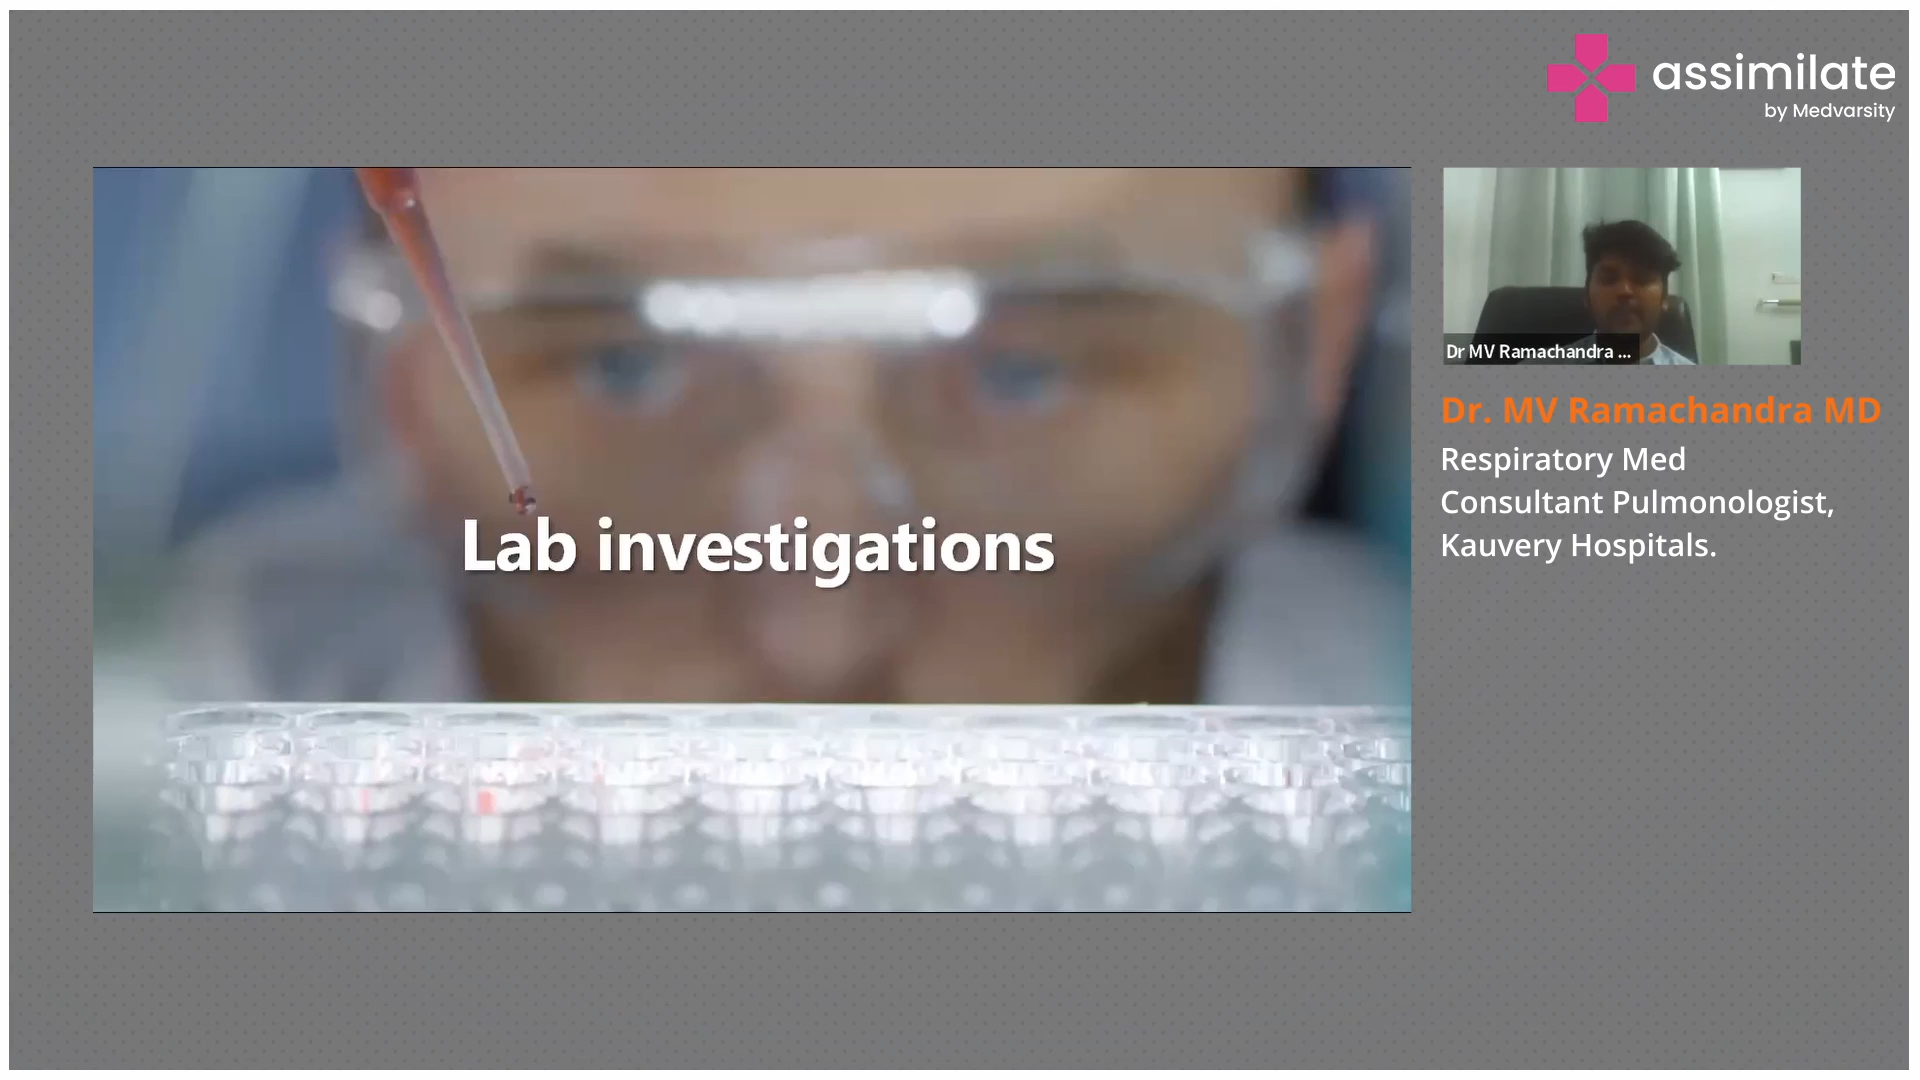 assimilate
by Medvarsity
Lab investigations
Dr MV Ramachandra ...
Dr. MV Ramachandra MD
Respiratory Med
Consultant Pulmonologist,
Kauvery Hospitals.